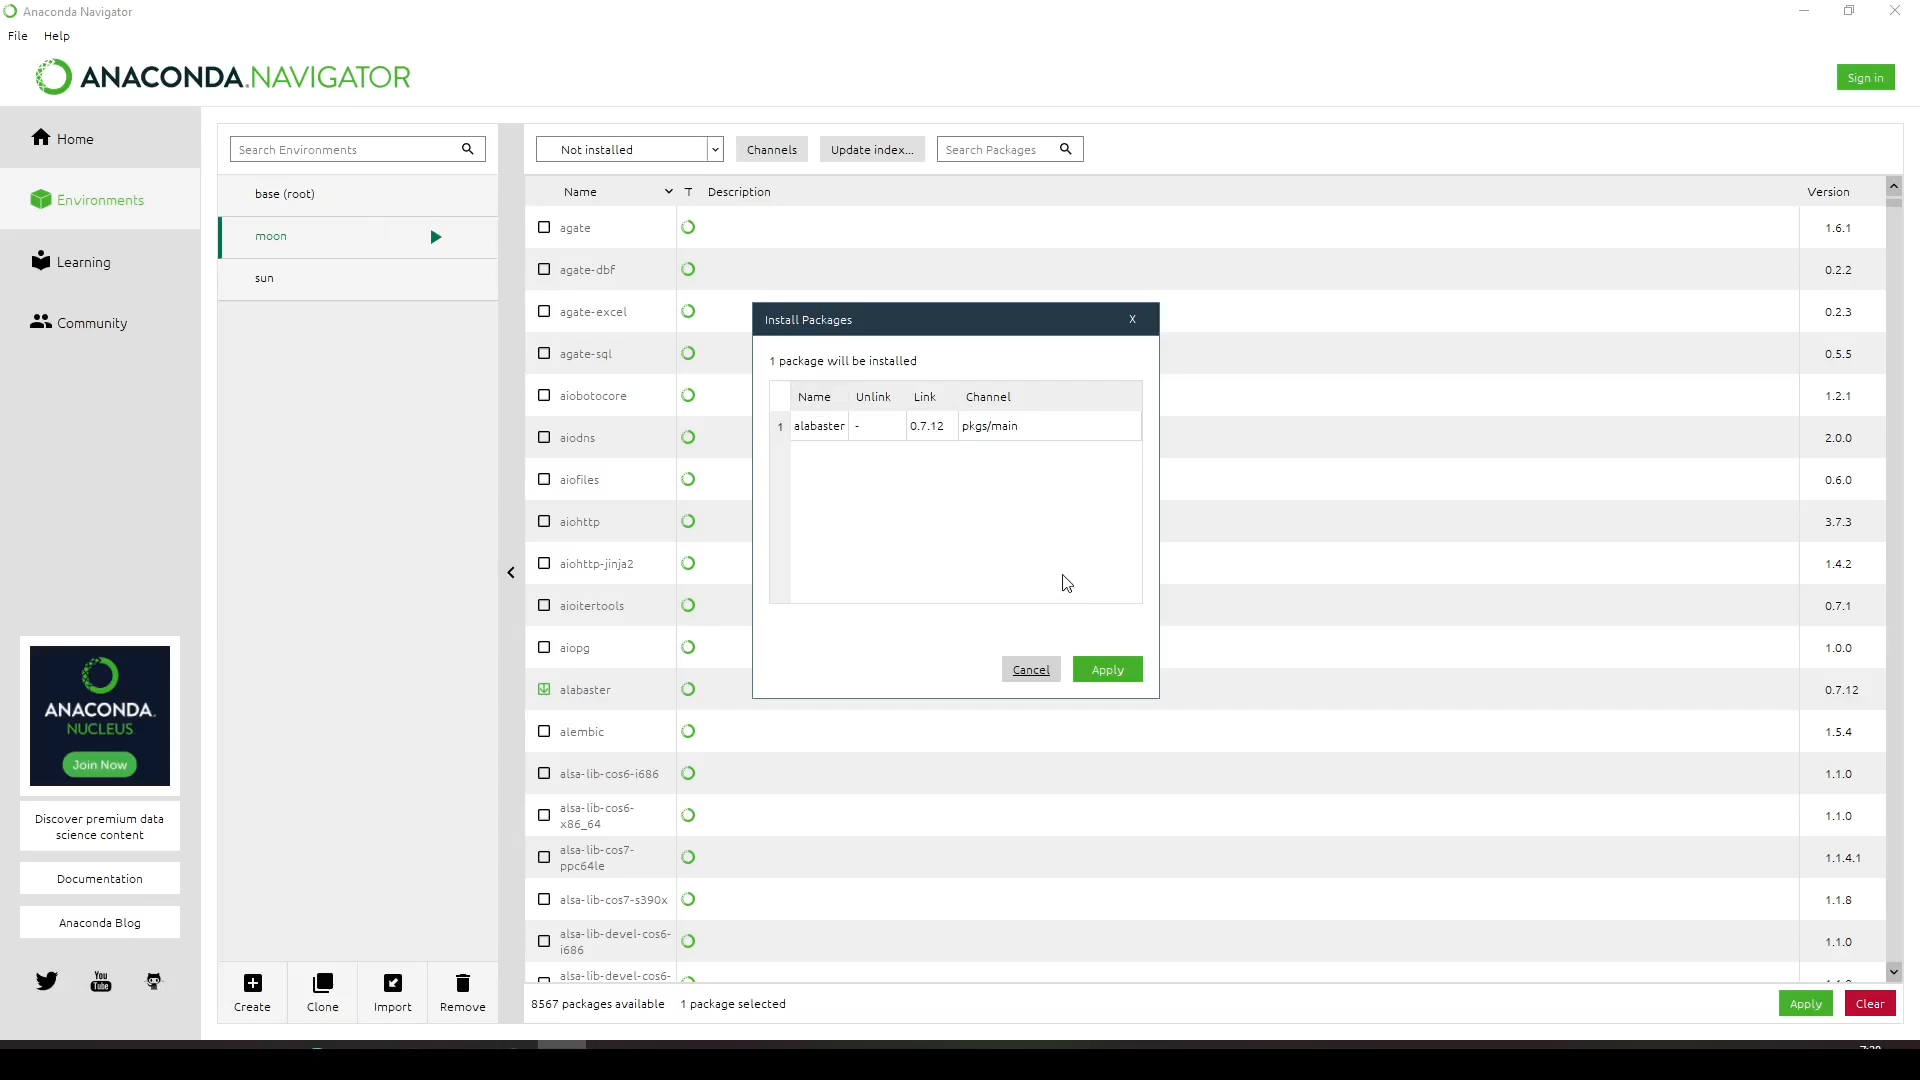 Anaconda Navigator
File Help
ANACONDA.NAVIGATOR
Sign in
Home
Environments
Learning
Community
ANACONDA.
NUCLEUS
Join Now
Discover premium data
science content
Documentation
Anaconda Blog
You
Tube
Search Environments
base (root)
moon
sun
Create
Clone
Import
Remove
Not installed
Channels
Update index...
Search Packages
Name T Description Version
agate 1.6.1
agate-dbf 0.2.2
agate-excel 0.2.3
agate-sql 0.5.5
aiobotocore 1.2.1
aiodns 2.0.0
aiofiles 0.6.0
aiohttp 3.7.3
aiohttp-jinja2 1.4.2
aioitertools 0.7.1
aiopg 1.0.0
alabaster 0.7.12
alembic 1.5.4
alsa-lib-cos6-i686 1.1.0
alsa-lib-cos6-
x86_64 1.1.0
alsa-lib-cos7-
ppc64le 1.1.4.1
alsa-lib-cos7-s390x 1.1.8
alsa-lib-devel-cos6-
i686 1.1.0
alsa-lib-devel-cos6-
Install Packages X
1 package will be installed
Name Unlink Link Channel
1 alabaster - 0.7.12 pkgs/main
Cancel
Apply
8567 packages available 1 package selected
Apply
Clear